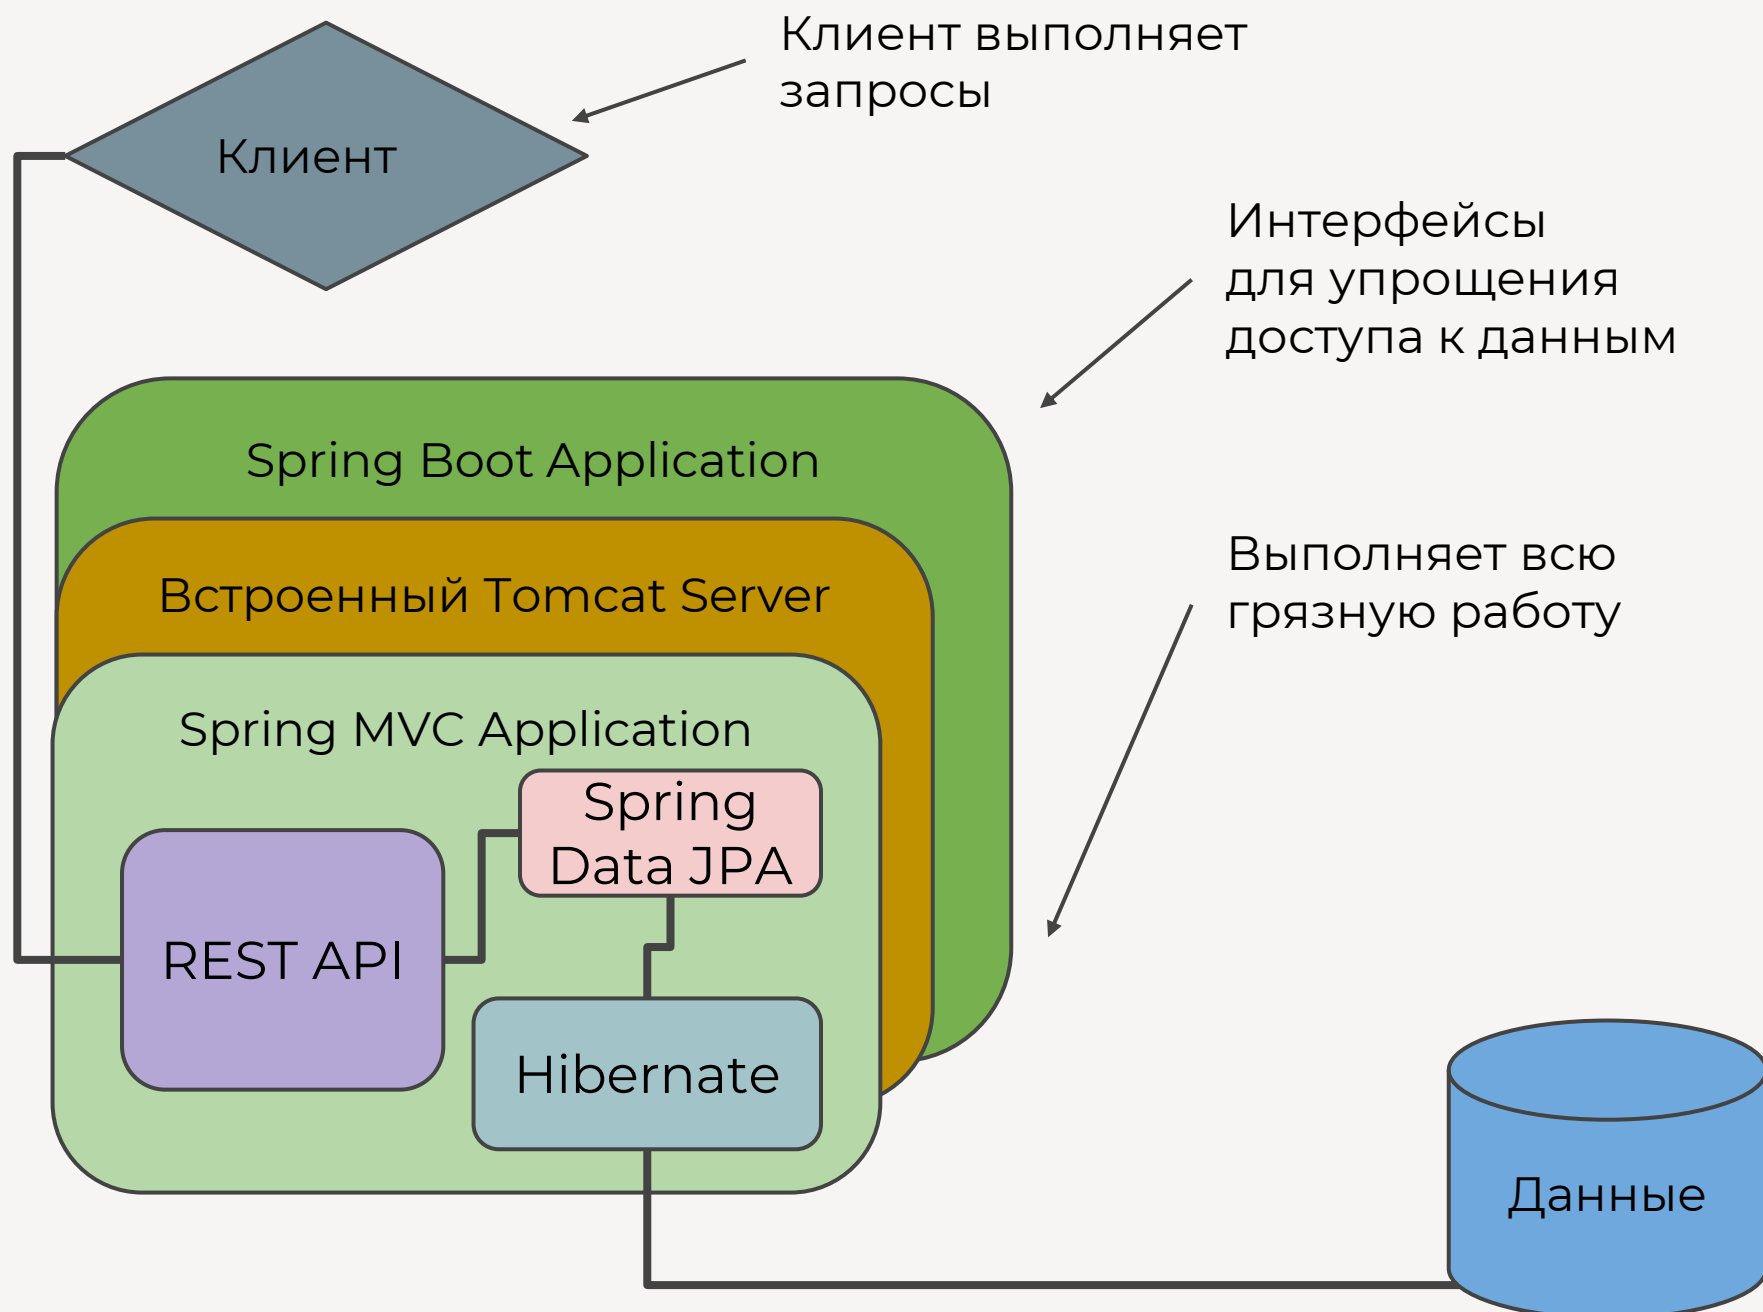 Клиент выполняет
запросы
Клиент
Интерфейсы
для упрощения
доступа к данным
Spring Boot Application
Выполняет всю
грязную работу
Встроенный Tomcat Server
Spring MVC Application
Spring
Data JPA
REST API
Hibernate
Данные